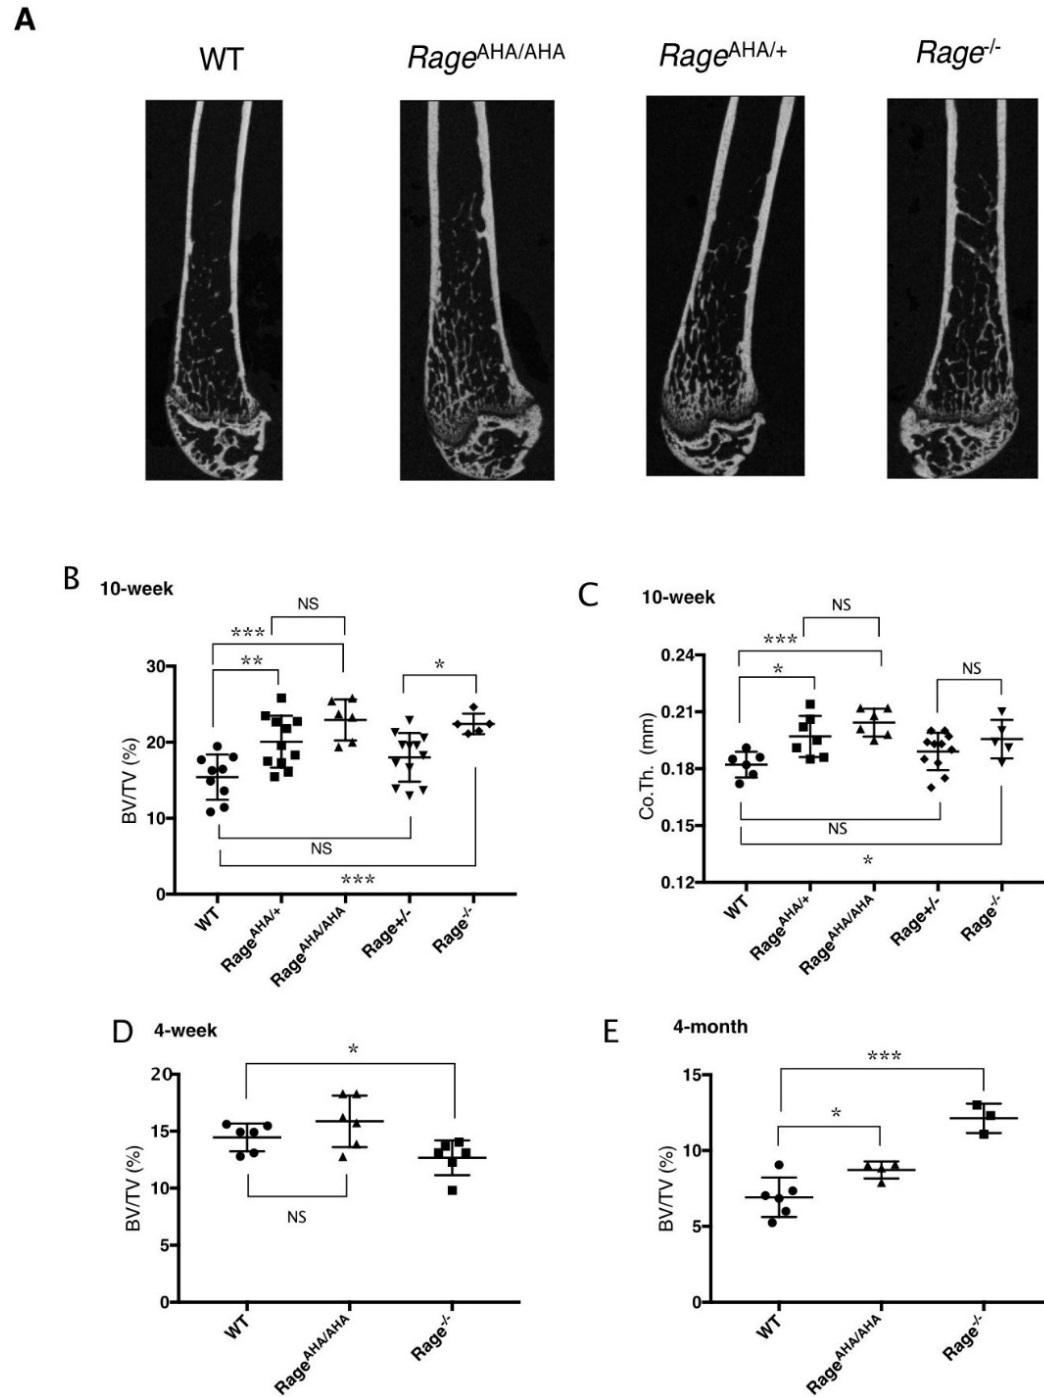 A
WT
Rage^AHA/AHA
Rage^AHA/+
Rage^-/-
B
10-week
NS
***
**
*
30
20
10
0
BV/TV (%)
NS
***
WT
Rage^AHA/+
Rage^AHA/AHA
Rage+/-
Rage^-/-
C
10-week
NS
***
*
NS
0.24
0.21
0.18
0.15
0.12
Co.Th. (mm)
NS
*
WT
Rage^AHA/+
Rage^AHA/AHA
Rage+/-
Rage^-/-
D
4-week
*
20
15
10
5
0
BV/TV (%)
NS
WT
Rage^AHA/AHA
Rage^-/-
E
4-month
***
*
15
10
5
0
BV/TV (%)
WT
Rage^AHA/AHA
Rage^-/-